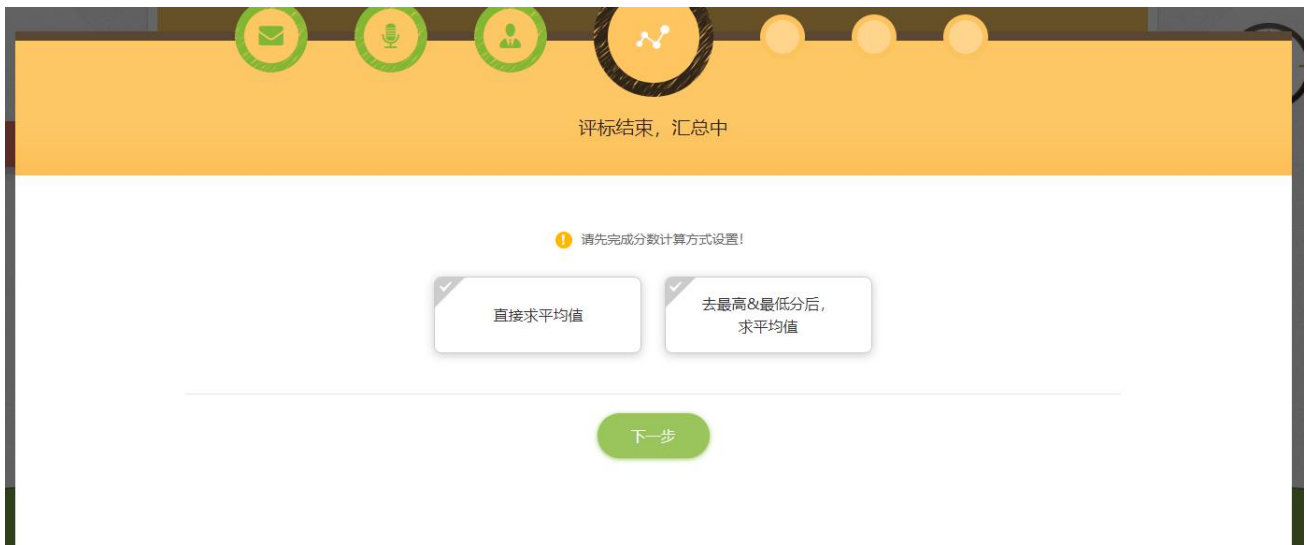 评标结束，汇总中
请先完成分数计算方式设置!
直接求平均值
去最高&最低分后，
求平均值
下一步